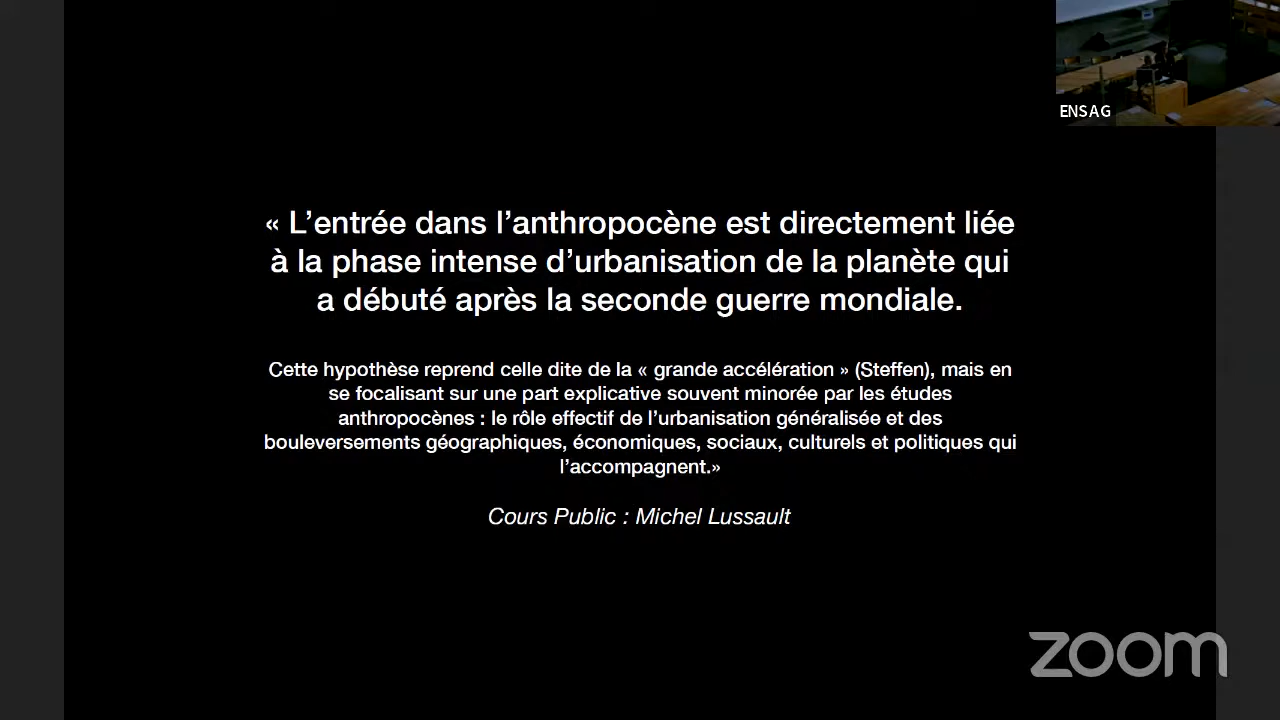 ENSAG
« L’entrée dans l’anthropocène est directement liée
à la phase intense d’urbanisation de la planète qui
a débuté après la seconde guerre mondiale.
Cette hypothèse reprend celle dite de la « grande accélération » (Steffen), mais en
se focalisant sur une part explicative souvent minorée par les études
anthropocènes : le rôle effectif de l’urbanisation généralisée et des
bouleversements géographiques, économiques, sociaux, culturels et politiques qui
l’accompagnent.»
Cours Public : Michel Lussault
zoom